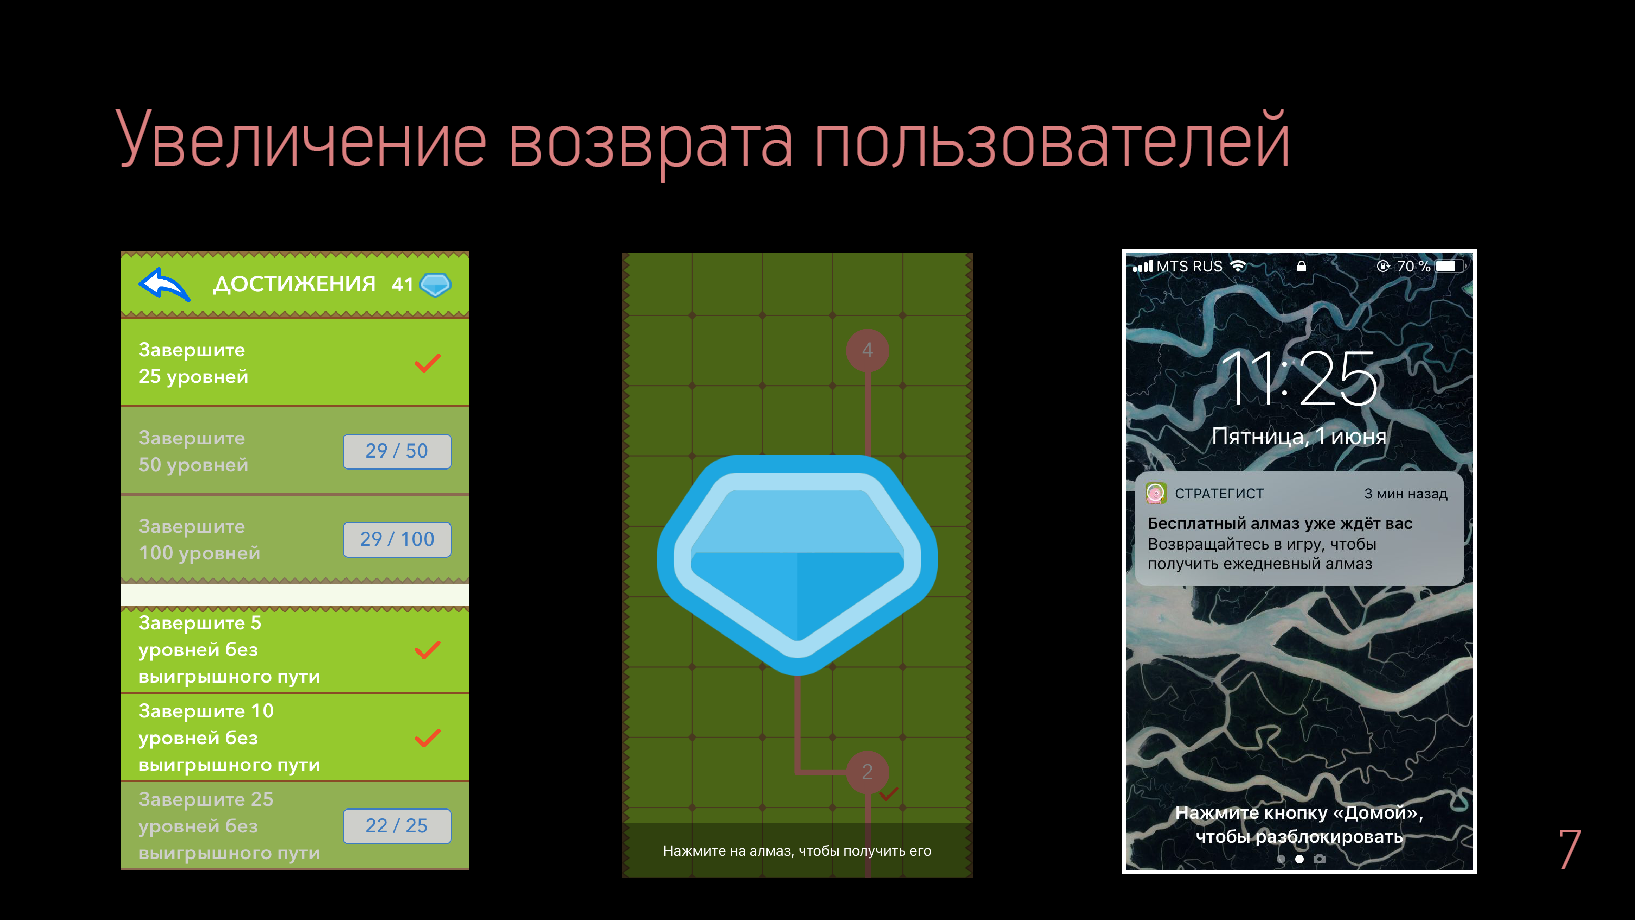 Увеличение возврата пользователей
ДОСТИЖЕНИЯ 41
Завершите
25 уровней
Завершите
50 уровней
29 / 50
Завершите
100 уровней
29 / 100
Завершите 5
уровней без
выигрышного пути
Завершите 10
уровней без
выигрышного пути
Завершите 25
уровней без
выигрышного пути
22 / 25
4
2
Нажмите на алмаз, чтобы получить его
MTS RUS 70 %
11:25
Пятница, 1 июня
СТРАТЕГИСТ 3 мин назад
Бесплатный алмаз уже ждёт вас
Возвращайтесь в игру, чтобы
получить ежедневный алмаз
Нажмите кнопку «Домой»,
чтобы разблокировать
7